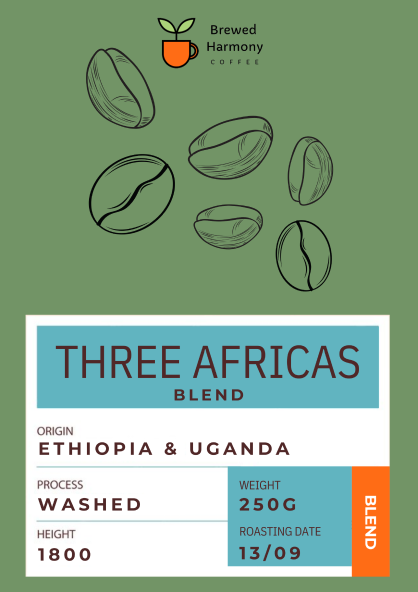 Brewed
Harmony
COFFEE
THREE AFRICAS
BLEND
ORIGIN
ETHIOPIA & UGANDA
PROCESS
WASHED
HEIGHT
1800
WEIGHT
250G
ROASTING DATE
13/09
BLEND